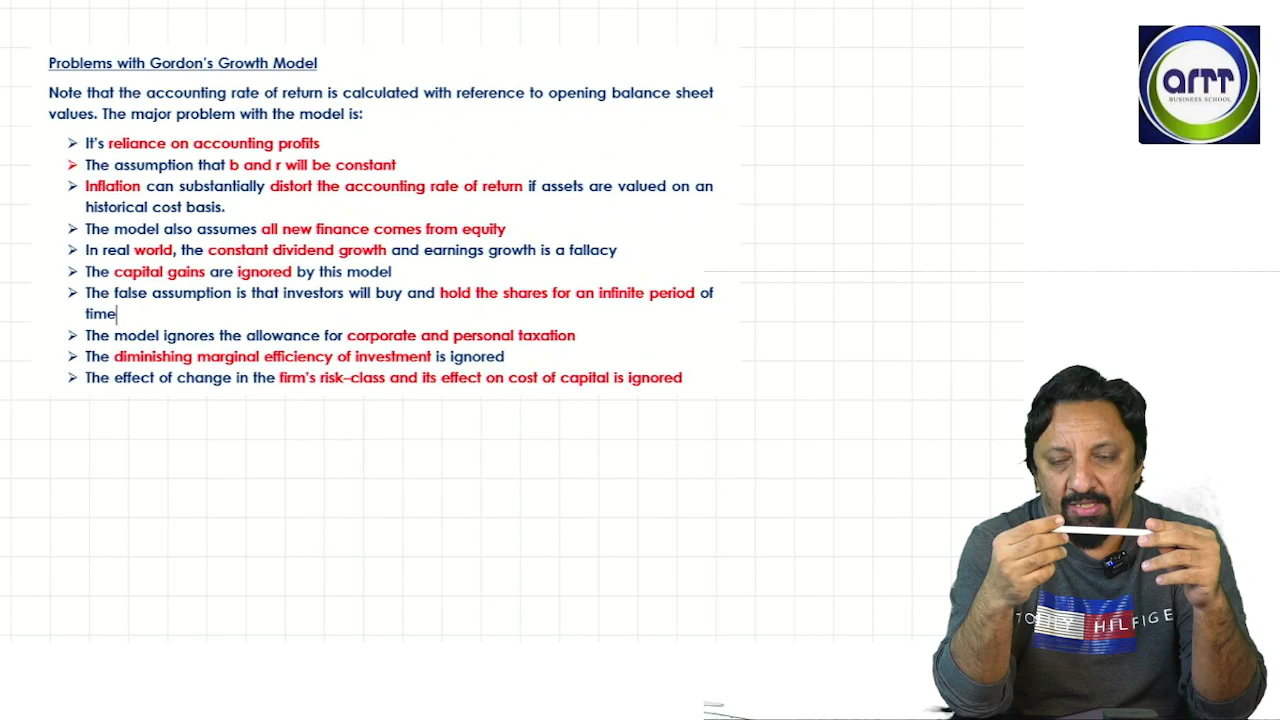 Problems with Gordon's Growth Model
Note that the accounting rate of return is calculated with reference to opening balance sheet
values. The major problem with the model is:
➢ It's reliance on accounting profits
➢ The assumption that b and r will be constant
➢ Inflation can substantially distort the accounting rate of return if assets are valued on an
historical cost basis.
➢ The model also assumes all new finance comes from equity
➢ In real world, the constant dividend growth and earnings growth is a fallacy
➢ The capital gains are ignored by this model
➢ The false assumption is that investors will buy and hold the shares for an infinite period of
time
➢ The model ignores the allowance for corporate and personal taxation
➢ The diminishing marginal efficiency of investment is ignored
➢ The effect of change in the firm's risk–class and its effect on cost of capital is ignored
artt
BUSINESS SCHOOL
TOMMY HILFIGE